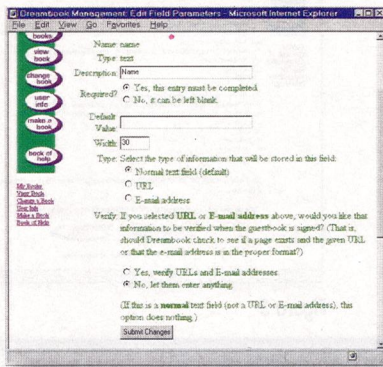 Dreambook Management: Edit Field Parameters - Microsoft Internet Explorer
File Edit View Go Favorites Help
books
view book
change book
user info
make a book
book of help
My Books
View Book
Change a Book
User Info
Make a Book
Book of Help
Name: name
Type: text
Description: Name
Required? Yes, this entry must be completed.
No, it can be left blank.
Default Value:
Width: 30
Type: Select the type of information that will be stored in this field:
Normal text field (default)
URL
E-mail address
Verify: If you selected URL or E-mail address above, would you like that
information to be verified when the guestbook is signed? (That is,
should Dreambook check to see if a page exists and the given URL
or that the e-mail address is in the proper format?)
Yes, verify URLs and E-mail addresses.
No, let them enter anything.
(If this is a normal text field (not a URL or E-mail address), this
option does nothing.)
Submit Changes